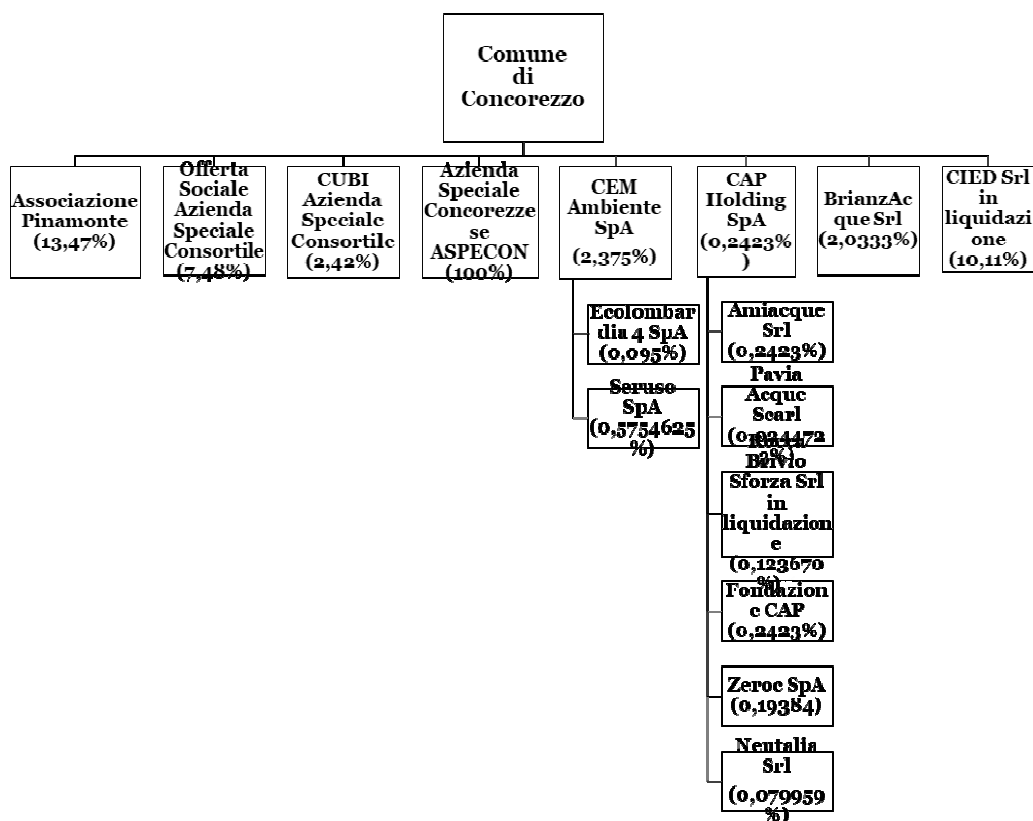 Comune
di
Concorezzo
Associazione
Pinamonte
(13,47%)
Offerta
Sociale
Azienda
Speciale
Consortile
(7,48%)
CUBI
Azienda
Speciale
Consortile
(2,42%)
Azienda
Speciale
Concorezze
se
ASPECON
(100%)
CEM
Ambiente
SpA
(2,375%)
CAP
Holding
SpA
(0,2423%
)
BrianzAc
que Srl
(2,0333%)
CIED Srl
in
liquidazi
one
(10,11%)
Ecolombar
dia 4 SpA
(0,095%)
Seruso
SpA
(0,5754625
%)
Amiacque
Srl
(0,2423%)
Pavia
Acque
Scarl
Brivio
Sforza Srl
in
liquidazion
e
(0,123670
%)
Fondazion
e CAP
(0,2423%)
Zeroc SpA
(0,19384)
Neutalia
Srl
(0,079959
%)